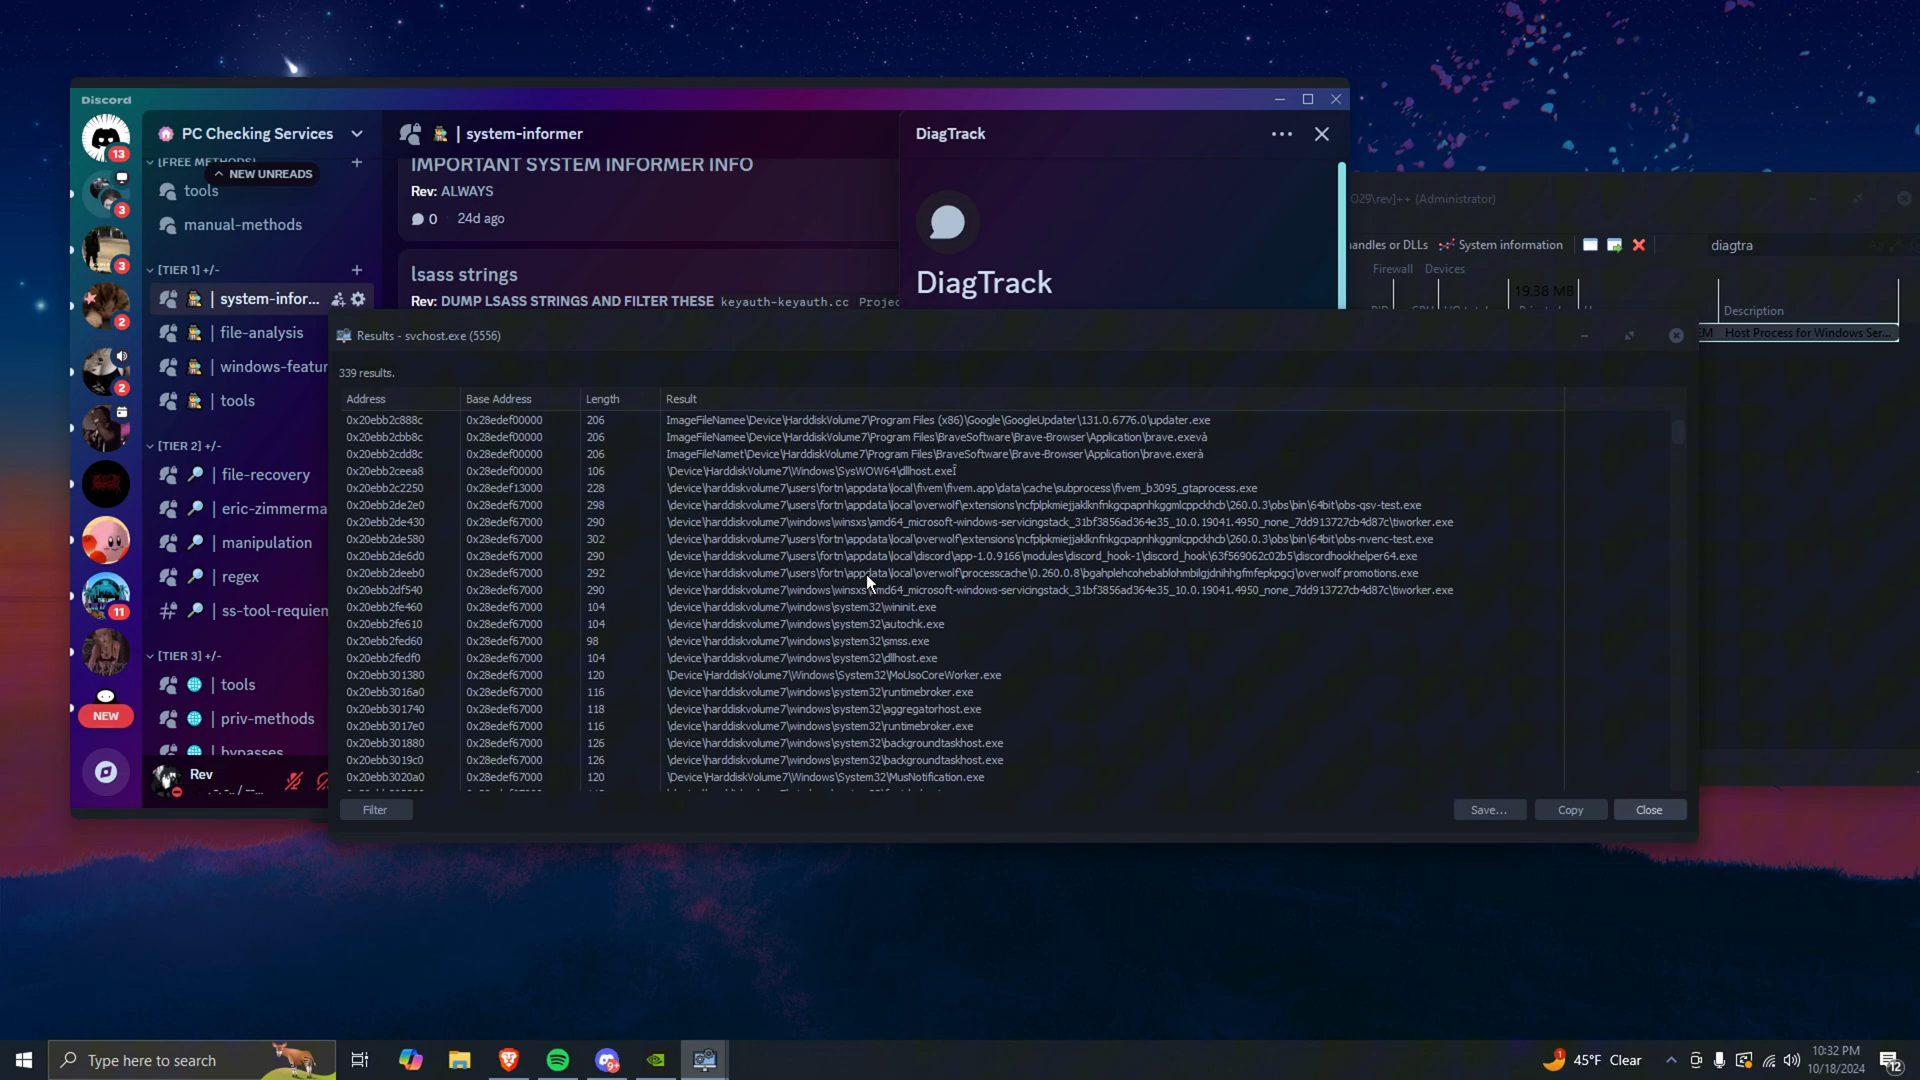 Discord
13
3
3
2
2
11
NEW
PC Checking Services
[FREE METHODS]
NEW UNREADS
tools
manual-methods
[TIER 1] +/-
| system-infor...
| file-analysis
| windows-featur
| tools
[TIER 2] +/-
| file-recovery
| eric-zimmerma
| manipulation
| regex
| ss-tool-requien
[TIER 3] +/-
| tools
| priv-methods
| bypasses
Rev
| system-informer
IMPORTANT SYSTEM INFORMER INFO
Rev: ALWAYS
0 24d ago
lsass strings
Rev: DUMP LSASS STRINGS AND FILTER THESE keyauth-keyauth.cc Projec
DiagTrack
DiagTrack
O29\rev]++ (Administrator)
handles or DLLs System information
diagtra
Firewall Devices
19.38 MB
Description
Host Process for Windows Ser...
Results - svchost.exe (5556)
339 results.
Address Base Address Length Result
0x20ebb2c888c 0x28edef00000 206 ImageFileNamee\Device\HarddiskVolume7\Program Files (x86)\Google\GoogleUpdater\131.0.6776.0\updater.exe
0x20ebb2cbb8c 0x28edef00000 206 ImageFileNamee\Device\HarddiskVolume7\Program Files\BraveSoftware\Brave-Browser\Application\brave.exevà
0x20ebb2cdd8c 0x28edef00000 206 ImageFileNamet\Device\HarddiskVolume7\Program Files\BraveSoftware\Brave-Browser\Application\brave.exerà
0x20ebb2ceea8 0x28edef00000 106 \Device\HarddiskVolume7\Windows\SysWOW64\dllhost.exeȊ
0x20ebb2c2250 0x28edef13000 228 \device\harddiskvolume7\users\fortn\appdata\local\fivem\fivem.app\data\cache\subprocess\fivem_b3095_gtaprocess.exe
0x20ebb2de2e0 0x28edef67000 298 \device\harddiskvolume7\users\fortn\appdata\local\overwolf\extensions\ncfplpkmiejjaklknfnkgcpapnhkggmlcppckhcb\260.0.3\obs\bin\64bit\obs-qsv-test.exe
0x20ebb2de430 0x28edef67000 290 \device\harddiskvolume7\windows\winsxs\amd64_microsoft-windows-servicingstack_31bf3856ad364e35_10.0.19041.4950_none_7dd913727cb4d87c\tiworker.exe
0x20ebb2de580 0x28edef67000 302 \device\harddiskvolume7\users\fortn\appdata\local\overwolf\extensions\ncfplpkmiejjaklknfnkgcpapnhkggmlcppckhcb\260.0.3\obs\bin\64bit\obs-nvenc-test.exe
0x20ebb2de6d0 0x28edef67000 290 \device\harddiskvolume7\users\fortn\appdata\local\discord\app-1.0.9166\modules\discord_hook-1\discord_hook\63f569062c02b5\discordhookhelper64.exe
0x20ebb2deeb0 0x28edef67000 292 \device\harddiskvolume7\users\fortn\appdata\local\overwolf\processcache\0.260.0.8\bgahplehcohebablohmbilgjdnihhgfmfepkpgcj\overwolf promotions.exe
0x20ebb2df540 0x28edef67000 290 \device\harddiskvolume7\windows\winsxs\amd64_microsoft-windows-servicingstack_31bf3856ad364e35_10.0.19041.4950_none_7dd913727cb4d87c\tiworker.exe
0x20ebb2fe460 0x28edef67000 104 \device\harddiskvolume7\windows\system32\wininit.exe
0x20ebb2fe610 0x28edef67000 104 \device\harddiskvolume7\windows\system32\autochk.exe
0x20ebb2fed60 0x28edef67000 98 \device\harddiskvolume7\windows\system32\smss.exe
0x20ebb2fedf0 0x28edef67000 104 \device\harddiskvolume7\windows\system32\dllhost.exe
0x20ebb301380 0x28edef67000 120 \Device\HarddiskVolume7\Windows\System32\MoUsoCoreWorker.exe
0x20ebb3016a0 0x28edef67000 116 \device\harddiskvolume7\windows\system32\runtimebroker.exe
0x20ebb301740 0x28edef67000 118 \device\harddiskvolume7\windows\system32\aggregatorhost.exe
0x20ebb3017e0 0x28edef67000 116 \device\harddiskvolume7\windows\system32\runtimebroker.exe
0x20ebb301880 0x28edef67000 126 \device\harddiskvolume7\windows\system32\backgroundtaskhost.exe
0x20ebb3019c0 0x28edef67000 126 \device\harddiskvolume7\windows\system32\backgroundtaskhost.exe
0x20ebb3020a0 0x28edef67000 120 \Device\HarddiskVolume7\Windows\System32\MusNotification.exe
Filter Save... Copy Close
Type here to search
9+
1
45°F Clear
10:32 PM
10/18/2024
12